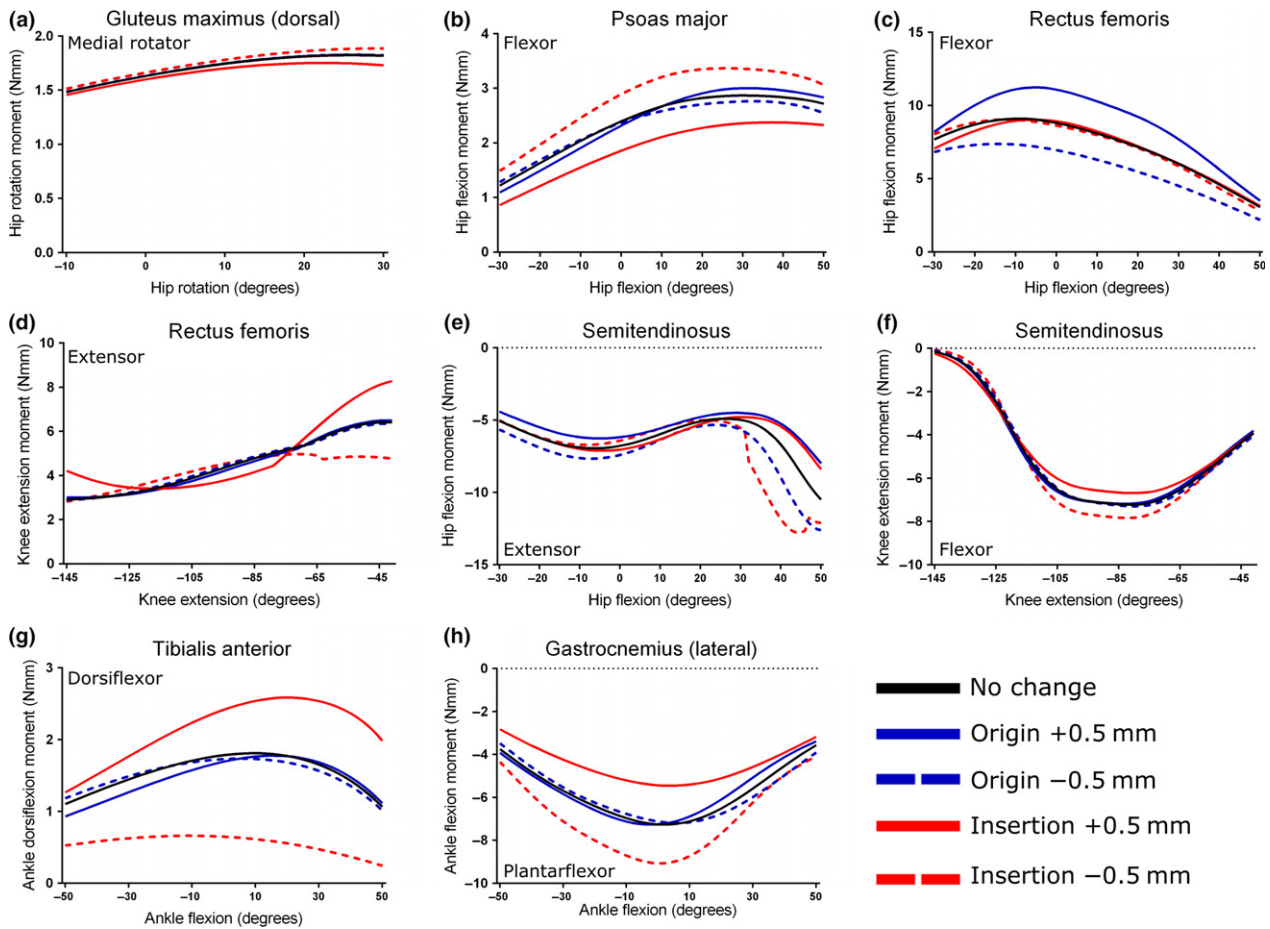 (a) Gluteus maximus (dorsal)
Medial rotator
Hip rotation moment (Nmm)
2.0
1.5
1.0
0.5
0.0
−10 0 10 20 30
Hip rotation (degrees)
(b) Psoas major
Flexor
Hip flexion moment (Nmm)
4
3
2
1
0
−30 −20 −10 0 10 20 30 40 50
Hip flexion (degrees)
(c) Rectus femoris
Flexor
Hip flexion moment (Nmm)
15
10
5
0
−30 −20 −10 0 10 20 30 40 50
Hip flexion (degrees)
(d) Rectus femoris
Extensor
Knee extension moment (Nmm)
10
8
6
4
2
0
−145 −125 −105 −85 −65 −45
Knee extension (degrees)
(e) Semitendinosus
Hip flexion moment (Nmm)
0
−5
−10
−15
Extensor
−30 −20 −10 0 10 20 30 40 50
Hip flexion (degrees)
(f) Semitendinosus
Knee extension moment (Nmm)
0
−2
−4
−6
−8
−10
Flexor
−145 −125 −105 −85 −65 −45
Knee extension (degrees)
(g) Tibialis anterior
Dorsiflexor
Ankle dorsiflexion moment (Nmm)
3
2
1
0
−50 −30 −10 10 30 50
Ankle flexion (degrees)
(h) Gastrocnemius (lateral)
Ankle flexion moment (Nmm)
0
−2
−4
−6
−8
−10
Plantarflexor
−50 −30 −10 10 30 50
Ankle flexion (degrees)
No change
Origin +0.5 mm
Origin −0.5 mm
Insertion +0.5 mm
Insertion −0.5 mm